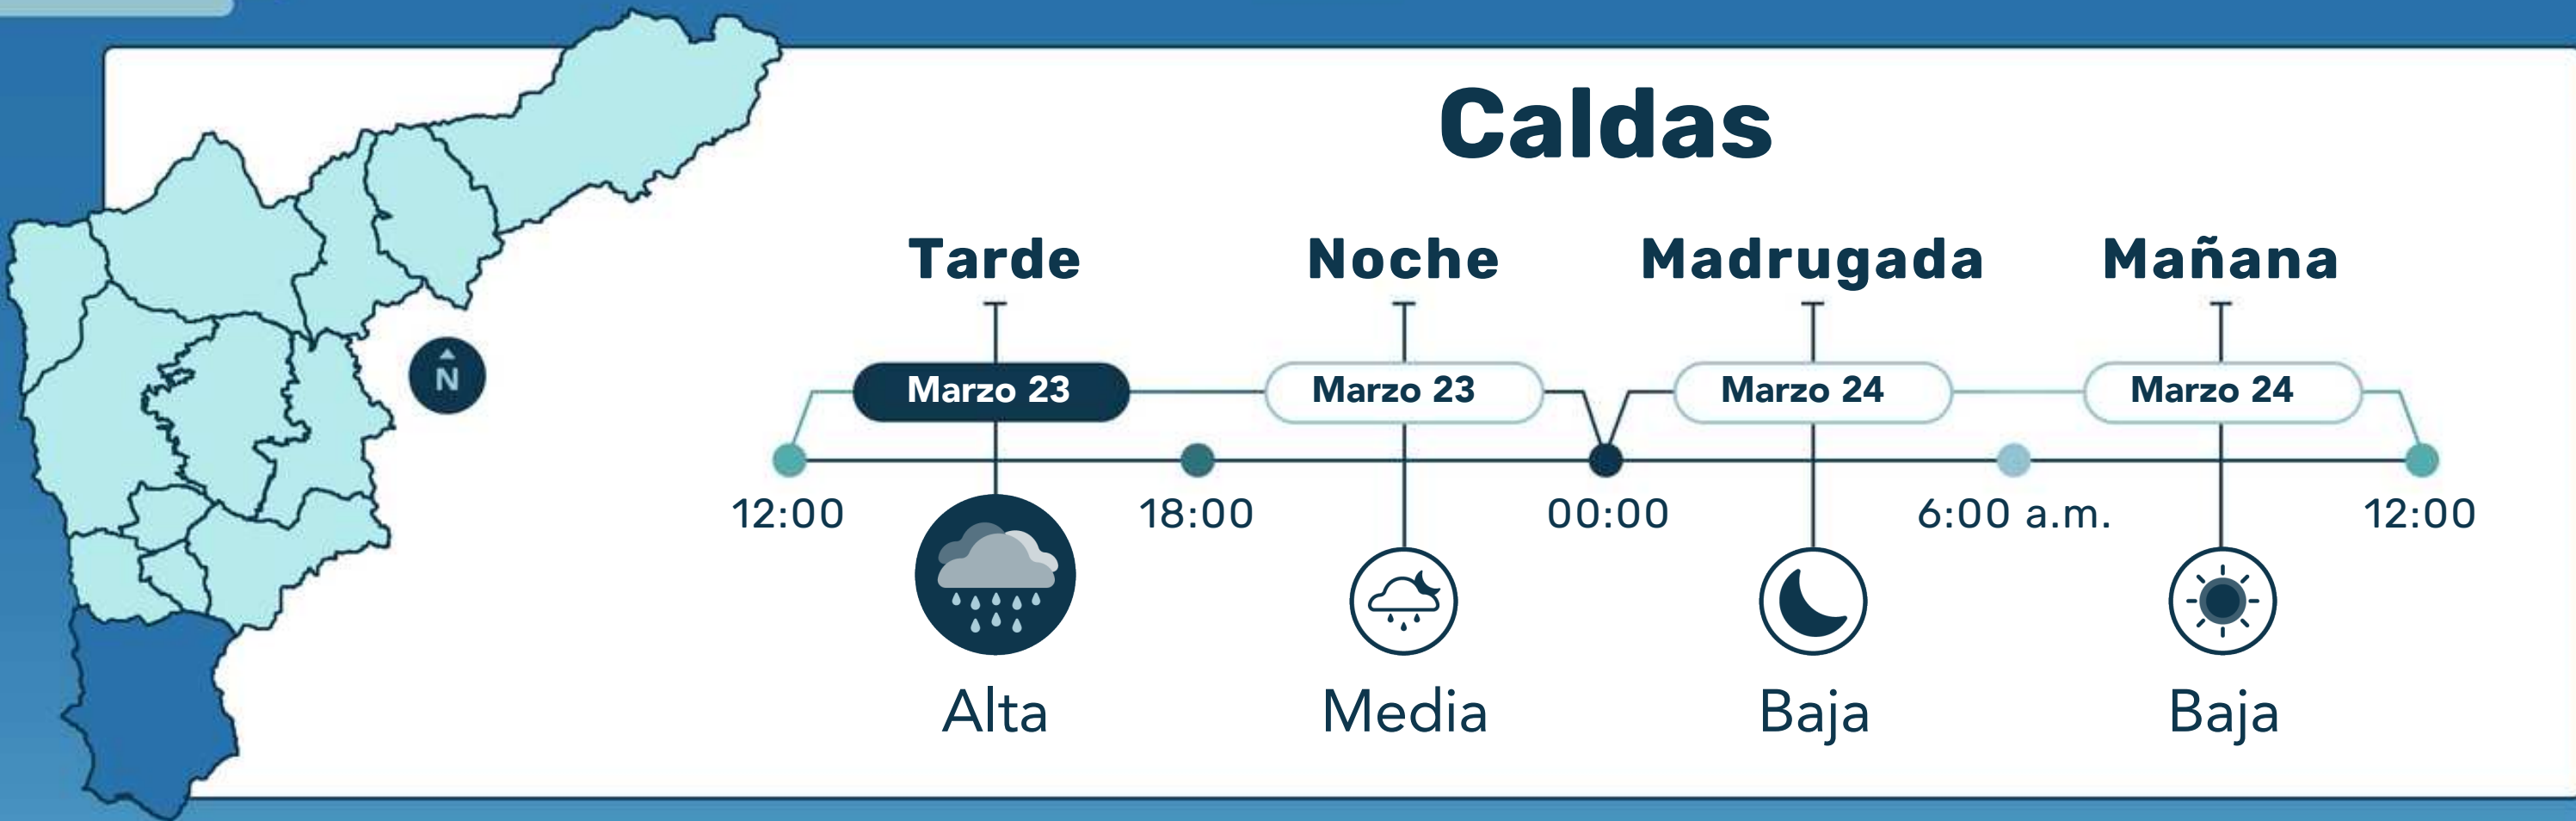 Caldas
Tarde Noche Madrugada Mañana
Marzo 23 Marzo 23 Marzo 24 Marzo 24
N
12:00 18:00 00:00 6:00 a.m. 12:00
Alta Media Baja Baja